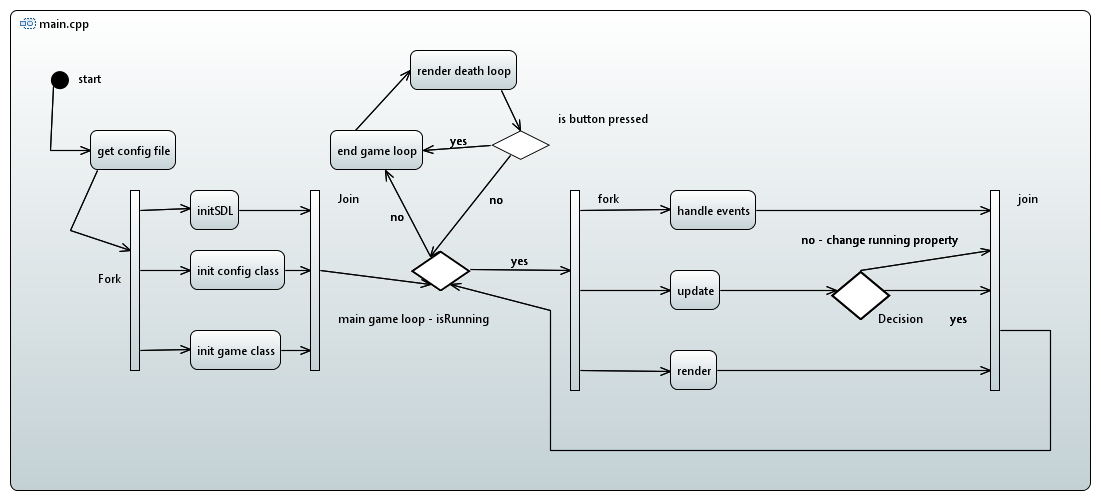 main.cpp
start
render death loop
is button pressed
get config file
end game loop
yes
no
no
Join
initSDL
Fork
init config class
init game class
main game loop - isRunning
yes
fork
handle events
join
no - change running property
update
Decision
yes
render